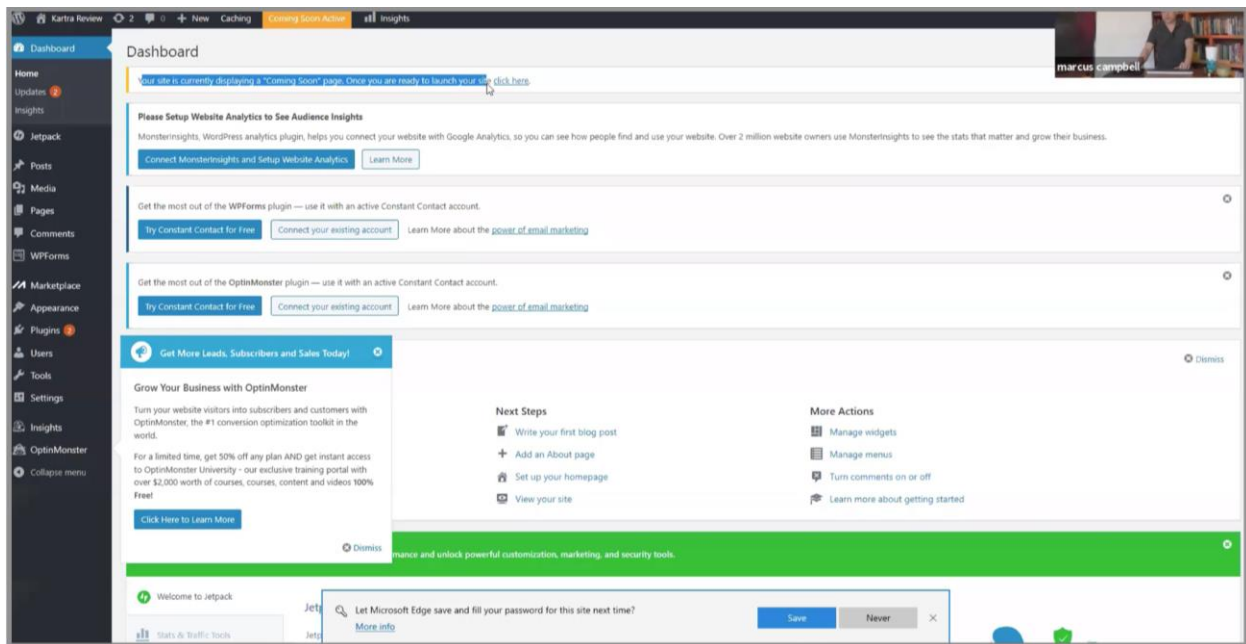 Kartra Review 2 0 + New Caching Coming Soon Active Insights
marcus campbell
Dashboard
Home
Updates 2
Insights
Jetpack
Posts
Media
Pages
Comments
WPForms
Marketplace
Appearance
Plugins 2
Users
Tools
Settings
Insights
OptinMonster
Collapse menu
Dashboard
Your site is currently displaying a "Coming Soon" page. Once you are ready to launch your site click here.
Please Setup Website Analytics to See Audience Insights
MonsterInsights, WordPress analytics plugin, helps you connect your website with Google Analytics, so you can see how people find and use your website. Over 2 million website owners use MonsterInsights to see the stats that matter and grow their business.
Connect MonsterInsights and Setup Website Analytics Learn More
Get the most out of the WPForms plugin — use it with an active Constant Contact account.
Try Constant Contact for Free Connect your existing account Learn More about the power of email marketing
Get the most out of the OptinMonster plugin — use it with an active Constant Contact account.
Try Constant Contact for Free Connect your existing account Learn More about the power of email marketing
Get More Leads, Subscribers and Sales Today!
Grow Your Business with OptinMonster
Turn your website visitors into subscribers and customers with
OptinMonster, the #1 conversion optimization toolkit in the
world.
For a limited time, get 50% off any plan AND get instant access
to OptinMonster University - our exclusive training portal with
over $2,000 worth of courses, courses, content and videos 100%
Free!
Click Here to Learn More
Dismiss
Dismiss
Next Steps
Write your first blog post
Add an About page
Set up your homepage
View your site
More Actions
Manage widgets
Manage menus
Turn comments on or off
Learn more about getting started
mance and unlock powerful customization, marketing, and security tools.
Welcome to Jetpack
Stats & Traffic Tools
Jetp
Jetp
Let Microsoft Edge save and fill your password for this site next time?
More info
Save Never